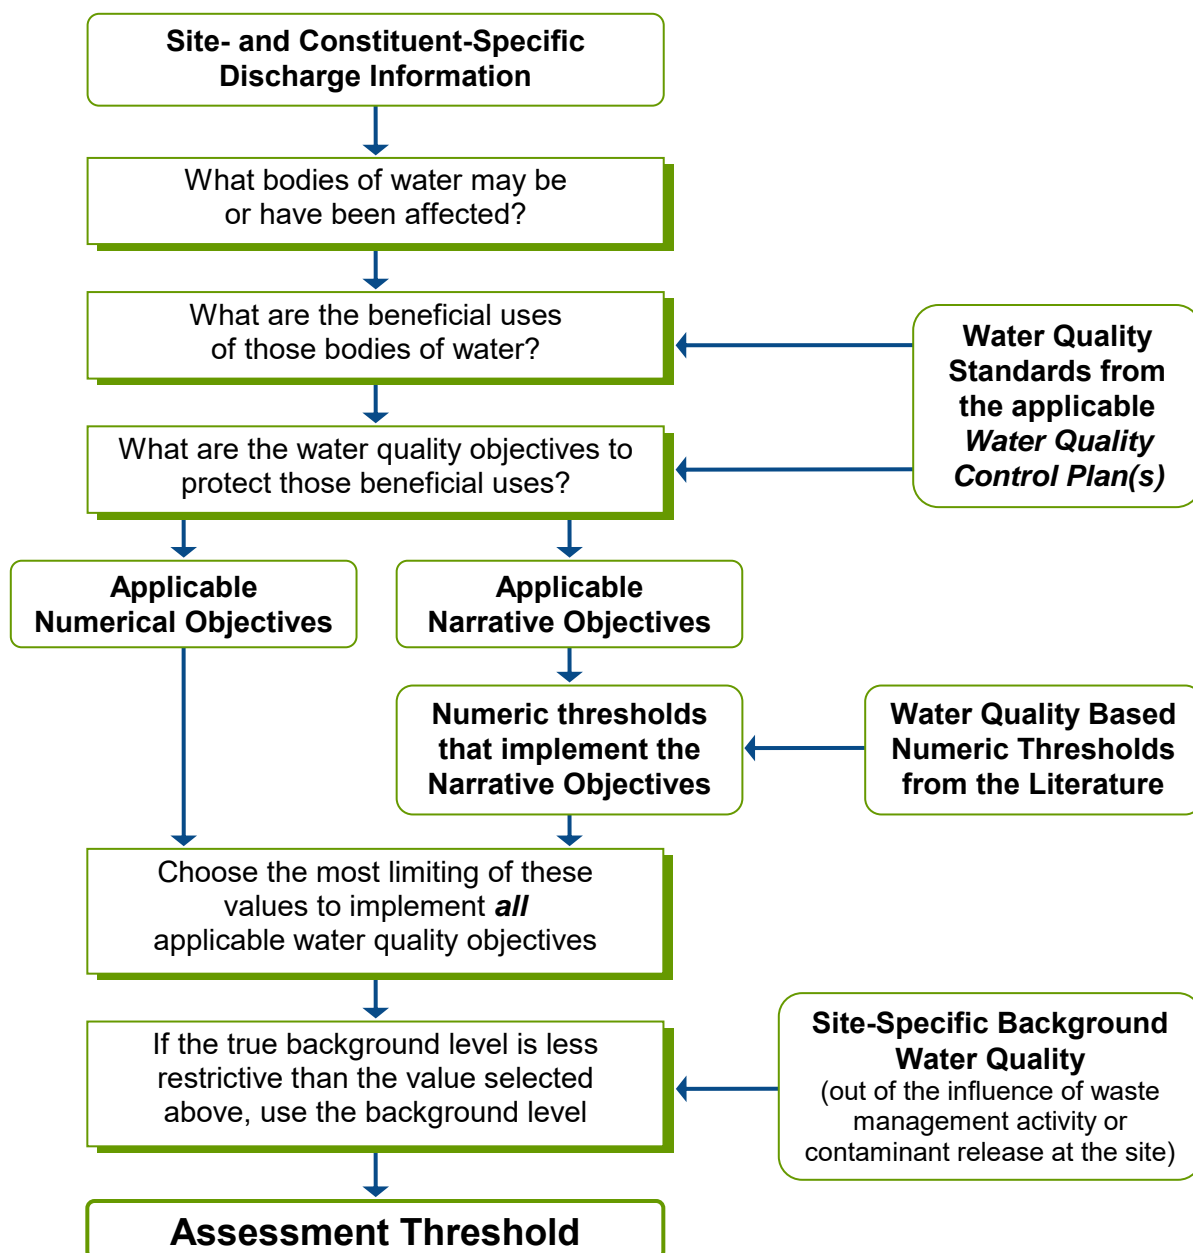 Site- and Constituent-Specific
Discharge Information
What bodies of water may be
or have been affected?
What are the beneficial uses
of those bodies of water?
Water Quality
Standards from
the applicable
Water Quality
Control Plan(s)
What are the water quality objectives to
protect those beneficial uses?
Applicable
Numerical Objectives
Applicable
Narrative Objectives
Numeric thresholds
that implement the
Narrative Objectives
Water Quality Based
Numeric Thresholds
from the Literature
Choose the most limiting of these
values to implement all
applicable water quality objectives
If the true background level is less
restrictive than the value selected
above, use the background level
Site-Specific Background
Water Quality
(out of the influence of waste
management activity or
contaminant release at the site)
Assessment Threshold